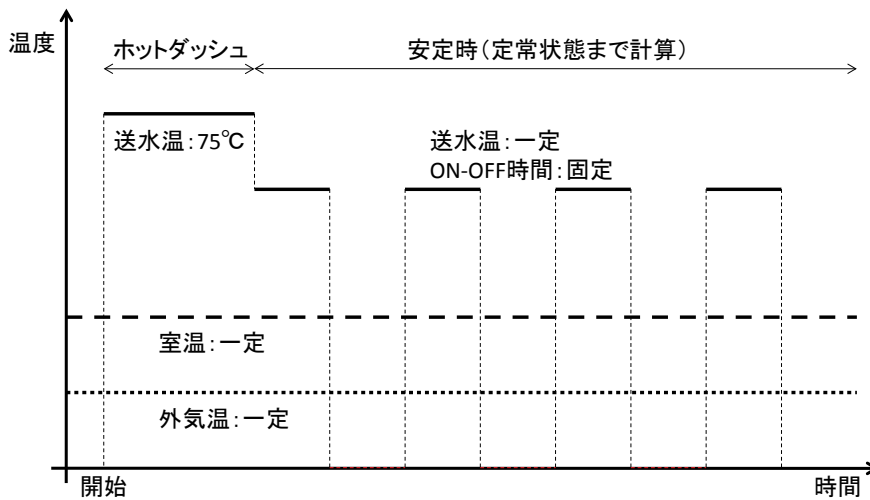 温度
ホットダッシュ
安定時(定常状態まで計算)
送水温:75℃
送水温:一定
ON-OFF時間:固定
室温:一定
外気温:一定
開始
時間